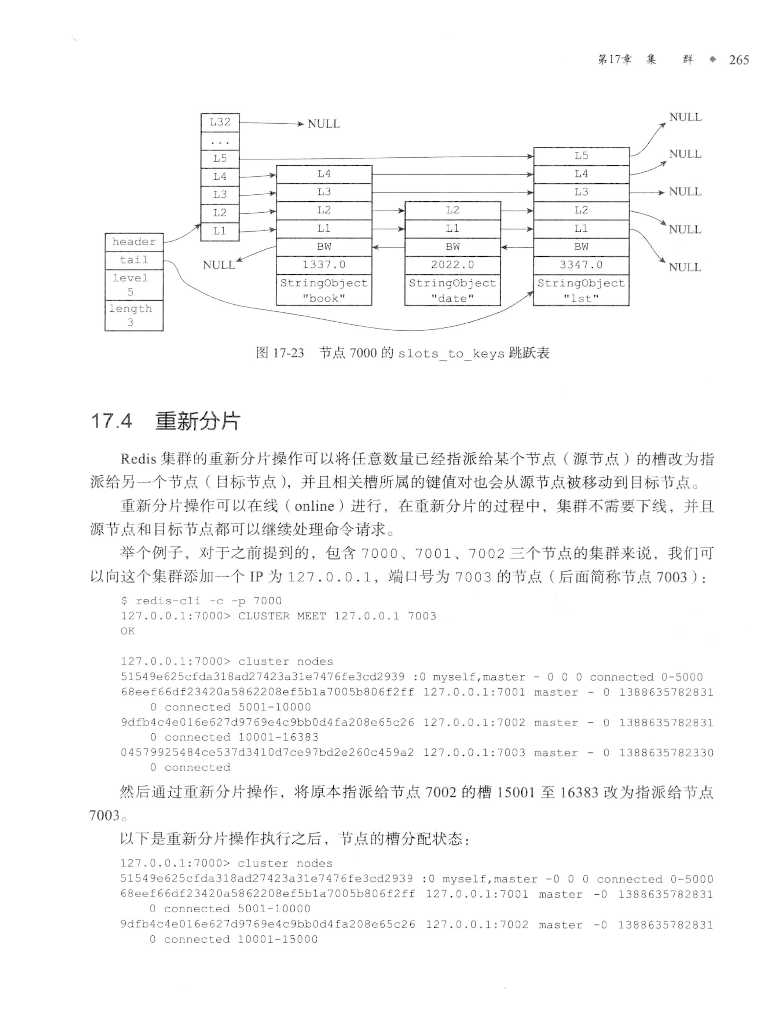 第17章 集 群 ◆ 265
L32
NULL
NULL
...
L5
L5
NULL
L4
L4
L4
L3
L3
L3
NULL
L2
L2
L2
L2
L1
L1
L1
L1
NULL
header
BW
BW
BW
tail
NULL
1337.0
2022.0
3347.0
NULL
level
5
StringObject
"book"
StringObject
"date"
StringObject
"lst"
length
3
图 17-23 节点 7000 的 slots_to_keys 跳跃表
17.4 重新分片
Redis 集群的重新分片操作可以将任意数量已经指派给某个节点(源节点)的槽改为指
派给另一个节点(目标节点),并且相关槽所属的键值对也会从源节点被移动到目标节点。
重新分片操作可以在线(online)进行,在重新分片的过程中,集群不需要下线,并且
源节点和目标节点都可以继续处理命令请求。
举个例子,对于之前提到的,包含 7000、7001、7002 三个节点的集群来说,我们可
以向这个集群添加一个 IP 为 127.0.0.1,端口号为 7003 的节点(后面简称节点 7003):
$ redis-cli -c -p 7000
127.0.0.1:7000> CLUSTER MEET 127.0.0.1 7003
OK
127.0.0.1:7000> cluster nodes
51549e625cfda318ad27423a31e7476fe3cd2939 :0 myself,master - 0 0 0 connected 0-5000
68eef66df23420a5862208ef5b1a7005b806f2ff 127.0.0.1:7001 master - 0 1388635782831
0 connected 5001-10000
9dfb4c4e016e627d9769e4c9bb0d4fa208e65c26 127.0.0.1:7002 master - 0 1388635782831
0 connected 10001-16383
04579925484ce537d3410d7ce97bd2e260c459a2 127.0.0.1:7003 master - 0 1388635782330
0 connected
然后通过重新分片操作,将原本指派给节点 7002 的槽 15001 至 16383 改为指派给节点
7003。
以下是重新分片操作执行之后,节点的槽分配状态:
127.0.0.1:7000> cluster nodes
51549e625cfda318ad27423a31e7476fe3cd2939 :0 myself,master -0 0 0 connected 0-5000
68eef66df23420a5862208ef5b1a7005b806f2ff 127.0.0.1:7001 master -0 1388635782831
0 connected 5001-10000
9dfb4c4e016e627d9769e4c9bb0d4fa208e65c26 127.0.0.1:7002 master -0 1388635782831
0 connected 10001-15000